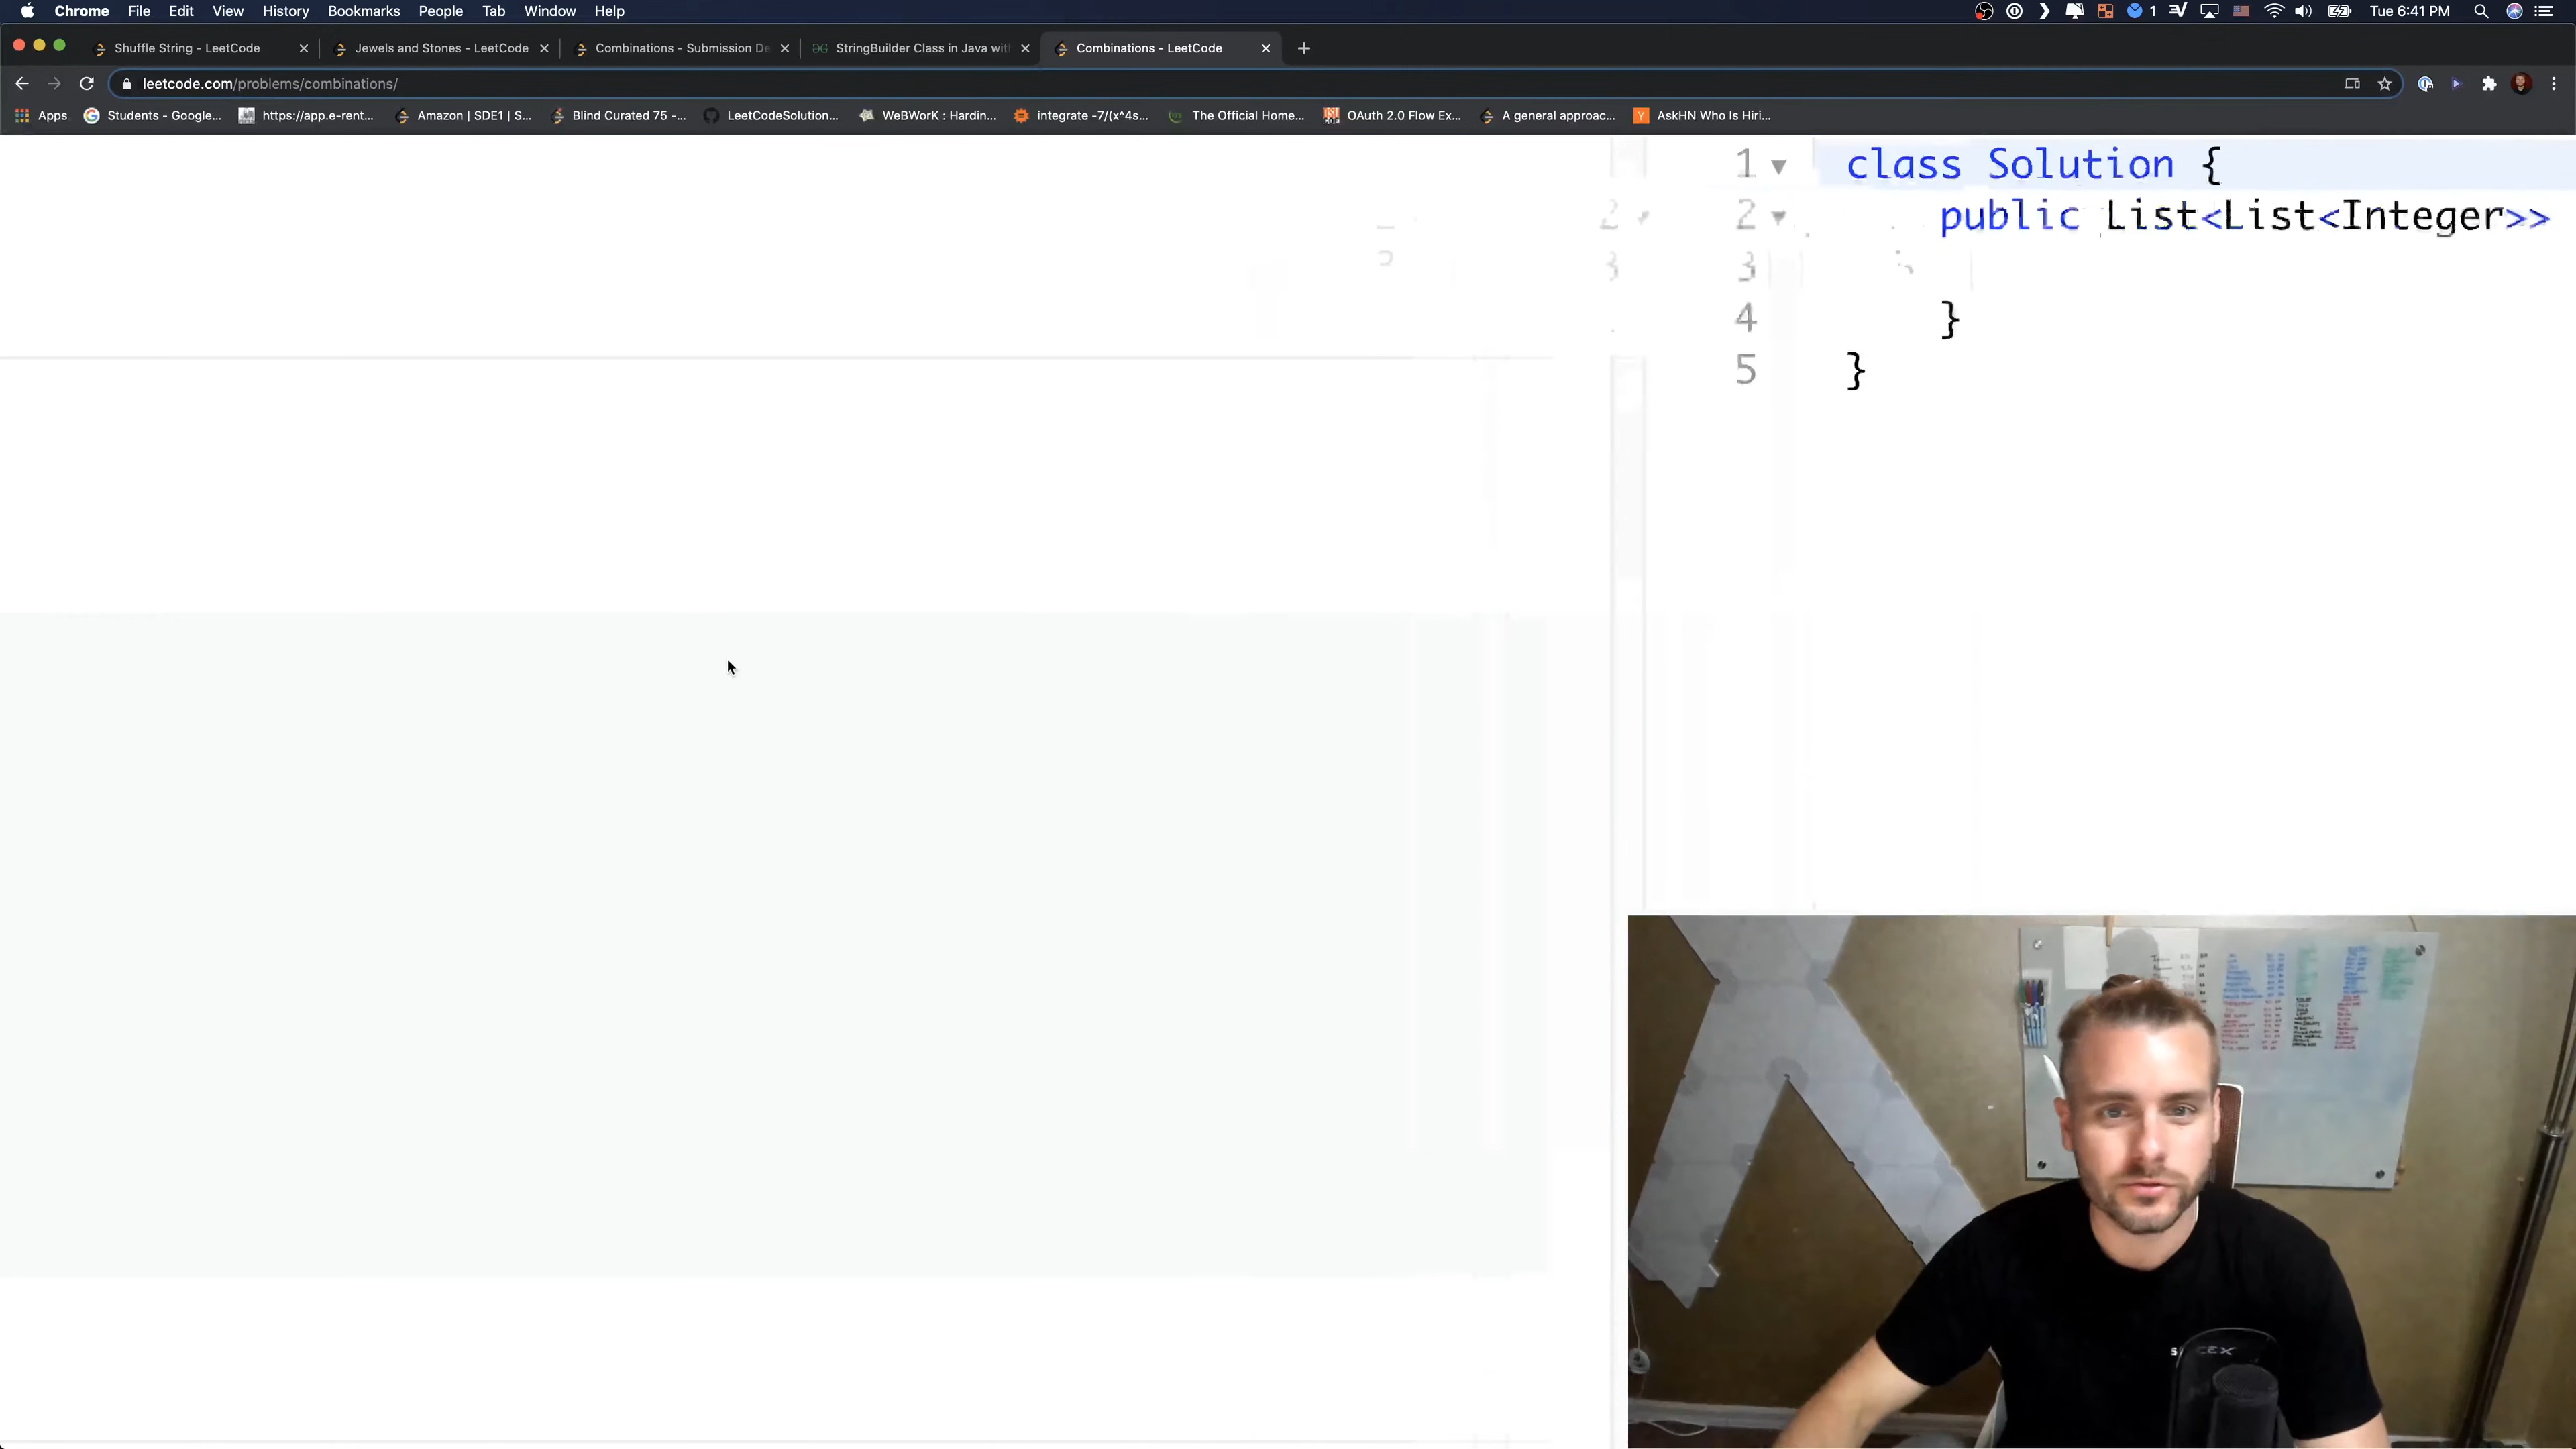 Chrome File Edit View History Bookmarks People Tab Window Help 1 Tue 6:41 PM
Shuffle String - LeetCode Jewels and Stones - LeetCode Combinations - Submission De StringBuilder Class in Java wit Combinations - LeetCode
leetcode.com/problems/combinations/
Apps Students - Google... https://app.e-rent... Amazon | SDE1 | S... Blind Curated 75 -... LeetCodeSolution... WeBWorK : Hardin... integrate -7/(x^4s... The Official Home... OAuth 2.0 Flow Ex... A general approac... AskHN Who Is Hiri...
1 class Solution {
2 public List<List<Integer>>
3
4 }
5 }